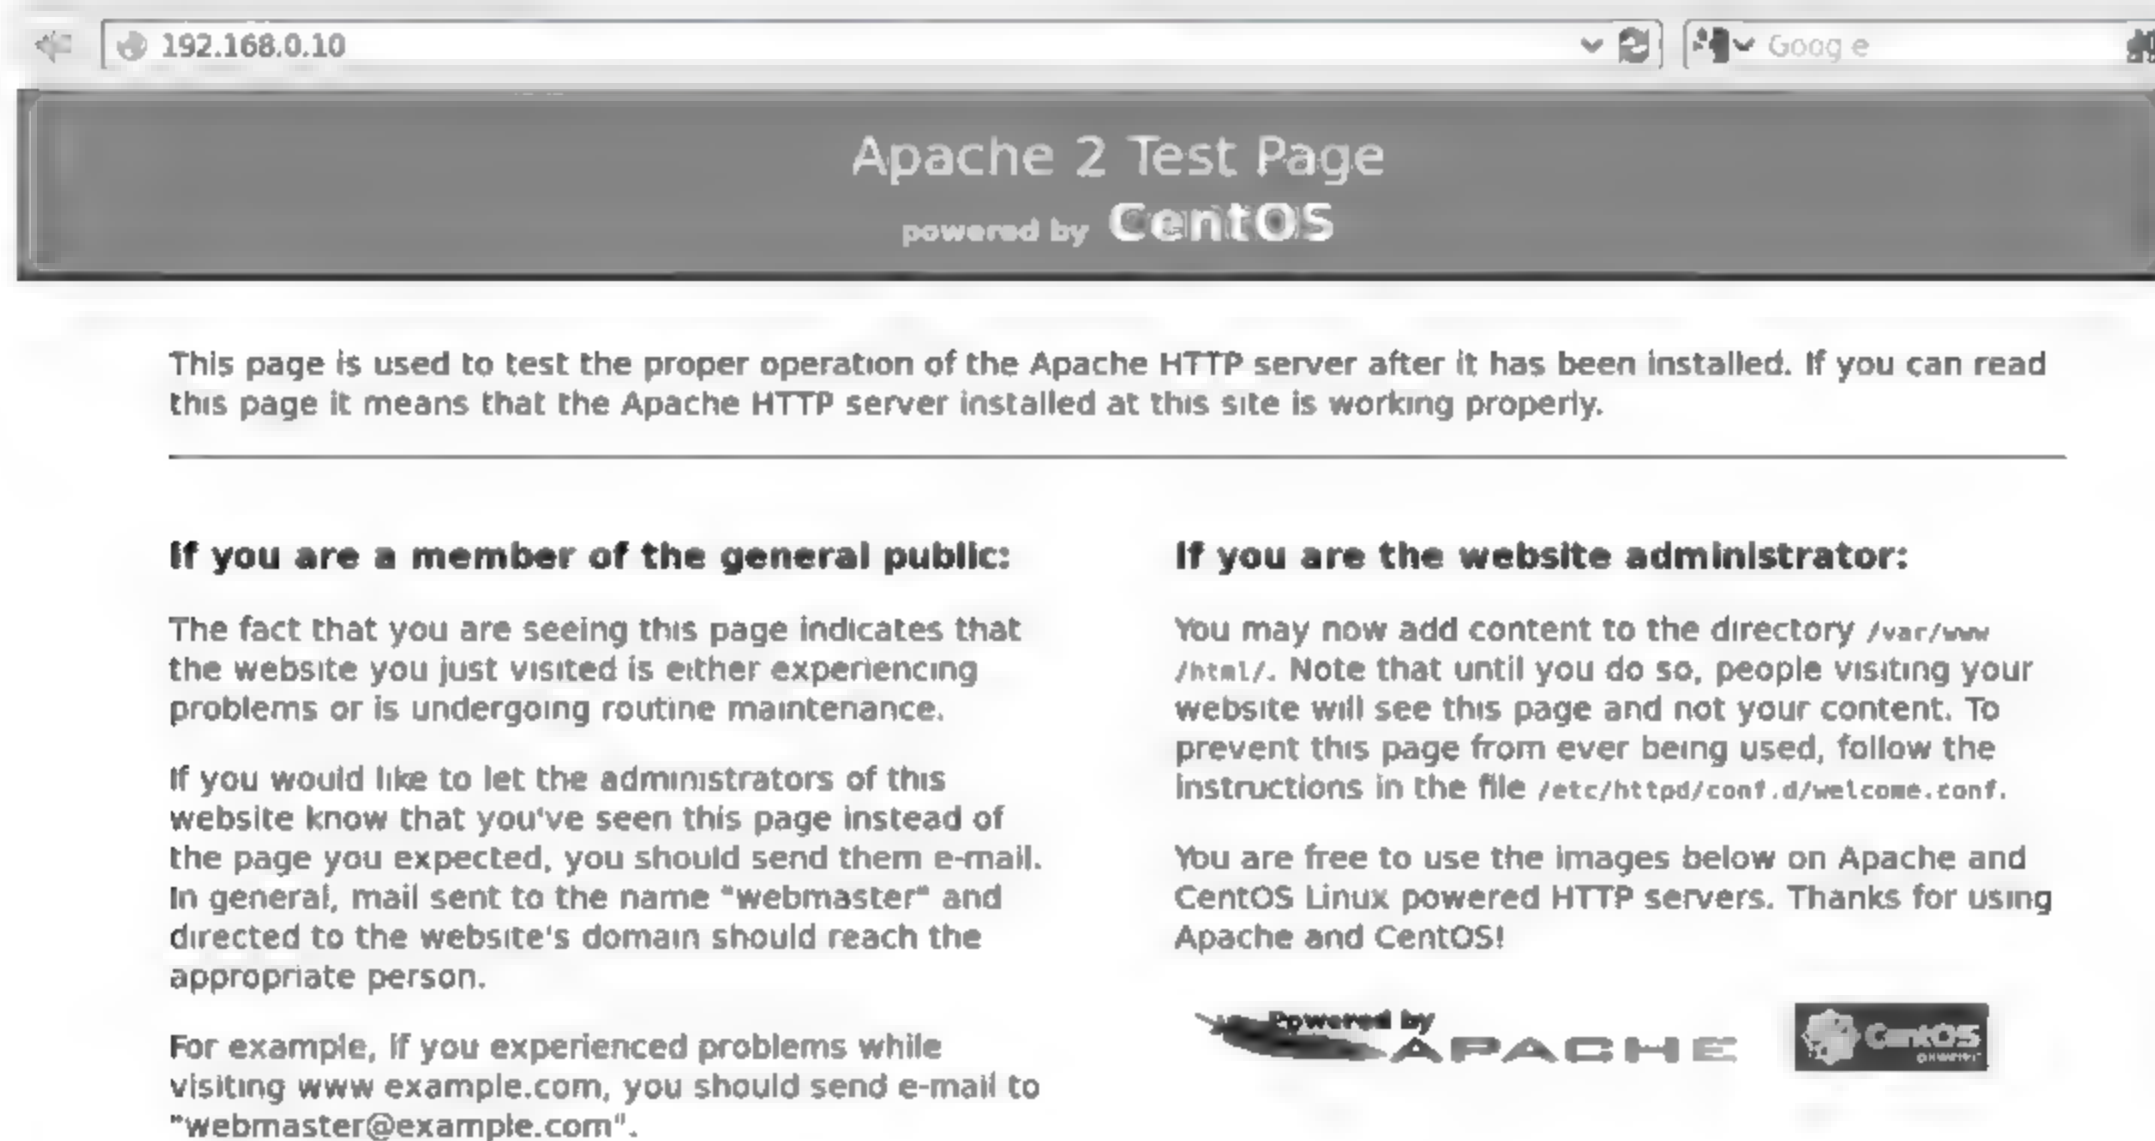 192.168.0.10
Goog e
Apache 2 Test Page
powered by CentOS
This page is used to test the proper operation of the Apache HTTP server after it has been installed. If you can read
this page it means that the Apache HTTP server installed at this site is working properly.
If you are a member of the general public:
The fact that you are seeing this page indicates that
the website you just visited is either experiencing
problems or is undergoing routine maintenance.
If you would like to let the administrators of this
website know that you've seen this page instead of
the page you expected, you should send them e-mail.
In general, mail sent to the name "webmaster" and
directed to the website's domain should reach the
appropriate person.
For example, if you experienced problems while
visiting www example.com, you should send e-mail to
"webmaster@example.com".
If you are the website administrator:
You may now add content to the directory /var/www
/html/. Note that until you do so, people visiting your
website will see this page and not your content. To
prevent this page from ever being used, follow the
instructions in the file /etc/httpd/conf.d/welcome.conf.
You are free to use the images below on Apache and
CentOS Linux powered HTTP servers. Thanks for using
Apache and CentOS!
Powered by
APACHE
CentOS